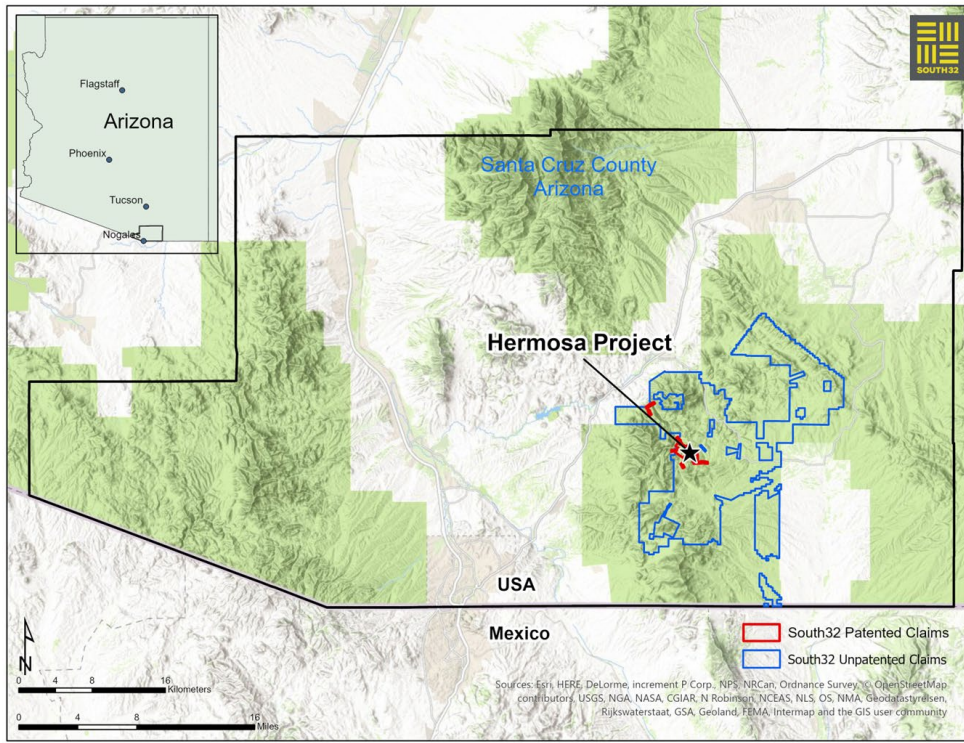 SOUTH32
Flagstaff
Arizona
Phoenix
Tucson
Nogales
Santa Cruz County
Arizona
Hermosa Project
USA
Mexico
South32 Patented Claims
South32 Unpatented Claims
N
0 4 8 16
Kilometers
0 4 8 16
Miles
Sources: Esri, HERE, DeLorme, increment P Corp., NPS, NRCan, Ordnance Survey, © OpenStreetMap
contributors, USGS, NGA, NASA, CGIAR, N Robinson, NCEAS, NLS, OS, NMA, Geodatastyrelsen,
Rijkswaterstaat, GSA, Geoland, FEMA, Intermap and the GIS user community